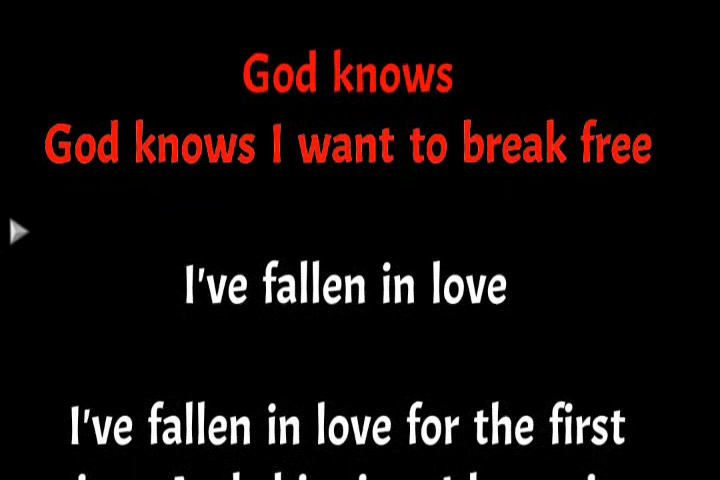 God knows
God knows I want to break free
I've fallen in love
I've fallen in love for the first